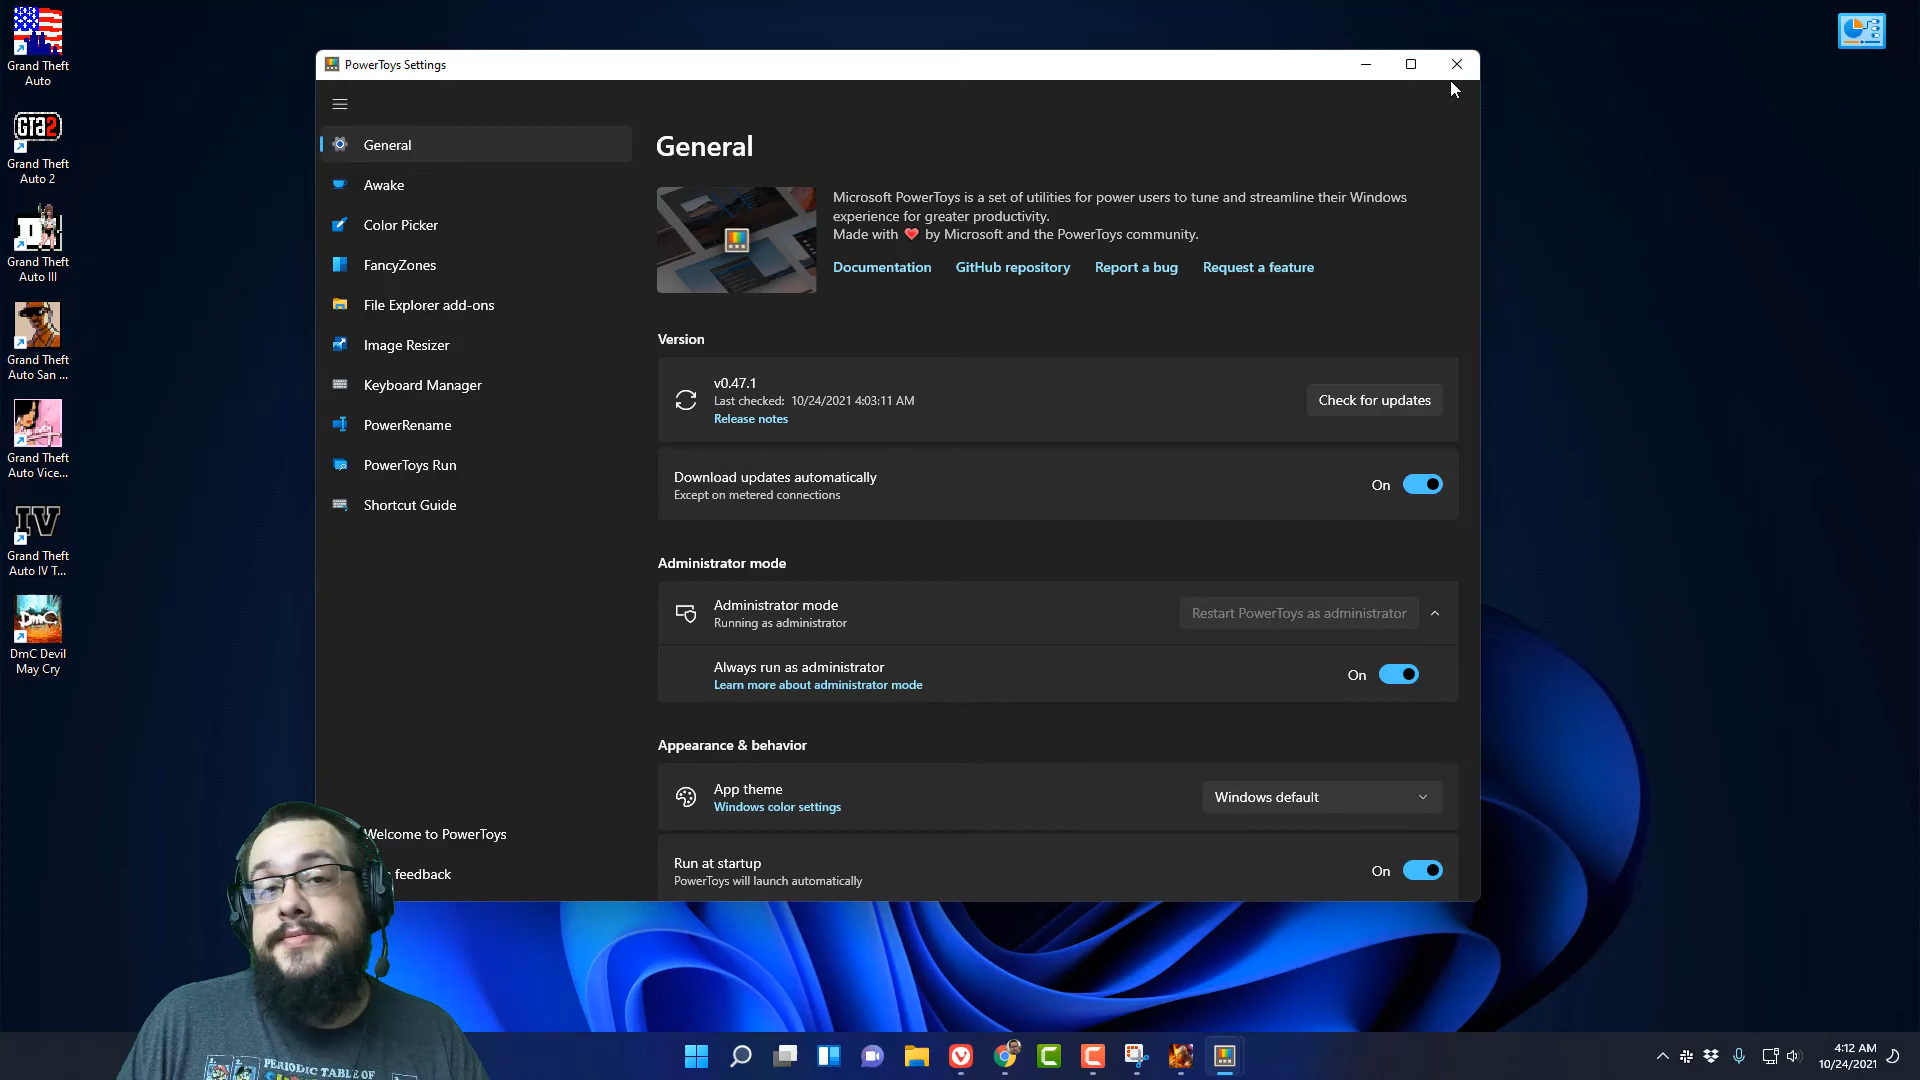 Grand Theft
Auto
GTA2
Grand Theft
Auto 2
Grand Theft
Auto III
Grand Theft
Auto San ...
Grand Theft
Auto Vice...
IV
Grand Theft
Auto IV T...
DmC
DmC Devil
May Cry
PowerToys Settings
General
Awake
Color Picker
FancyZones
File Explorer add-ons
Image Resizer
Keyboard Manager
PowerRename
PowerToys Run
Shortcut Guide
Welcome to PowerToys
feedback
General
Microsoft PowerToys is a set of utilities for power users to tune and streamline their Windows
experience for greater productivity.
Made with ❤ by Microsoft and the PowerToys community.
Documentation GitHub repository Report a bug Request a feature
Version
v0.47.1
Last checked: 10/24/2021 4:03:11 AM
Release notes
Check for updates
Download updates automatically
Except on metered connections
On
Administrator mode
Administrator mode
Running as administrator
Restart PowerToys as administrator
Always run as administrator
Learn more about administrator mode
On
Appearance & behavior
App theme
Windows color settings
Windows default
Run at startup
PowerToys will launch automatically
On
PERIODIC TABLE OF
4:12 AM
10/24/2021